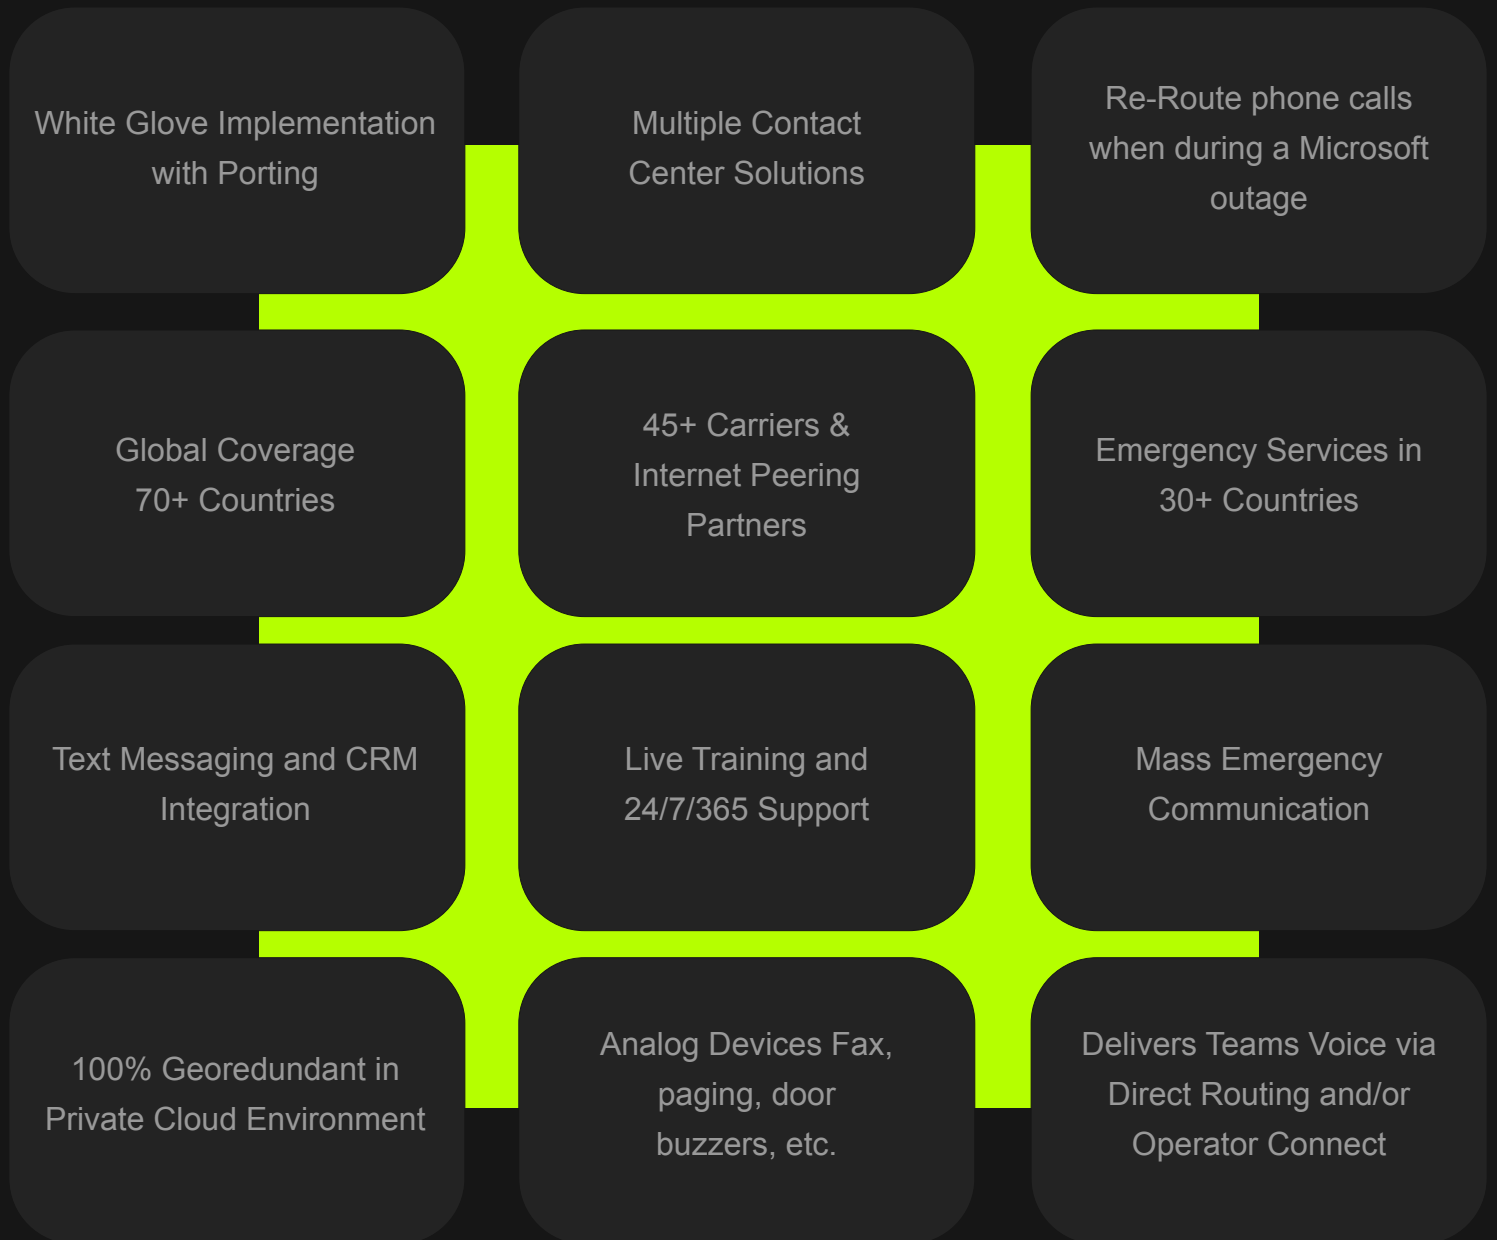 White Glove Implementation
with Porting
Multiple Contact
Center Solutions
Re-Route phone calls
when during a Microsoft
outage
Global Coverage
70+ Countries
45+ Carriers &
Internet Peering
Partners
Emergency Services in
30+ Countries
Text Messaging and CRM
Integration
Live Training and
24/7/365 Support
Mass Emergency
Communication
100% Georedundant in
Private Cloud Environment
Analog Devices Fax,
paging, door
buzzers, etc.
Delivers Teams Voice via
Direct Routing and/or
Operator Connect